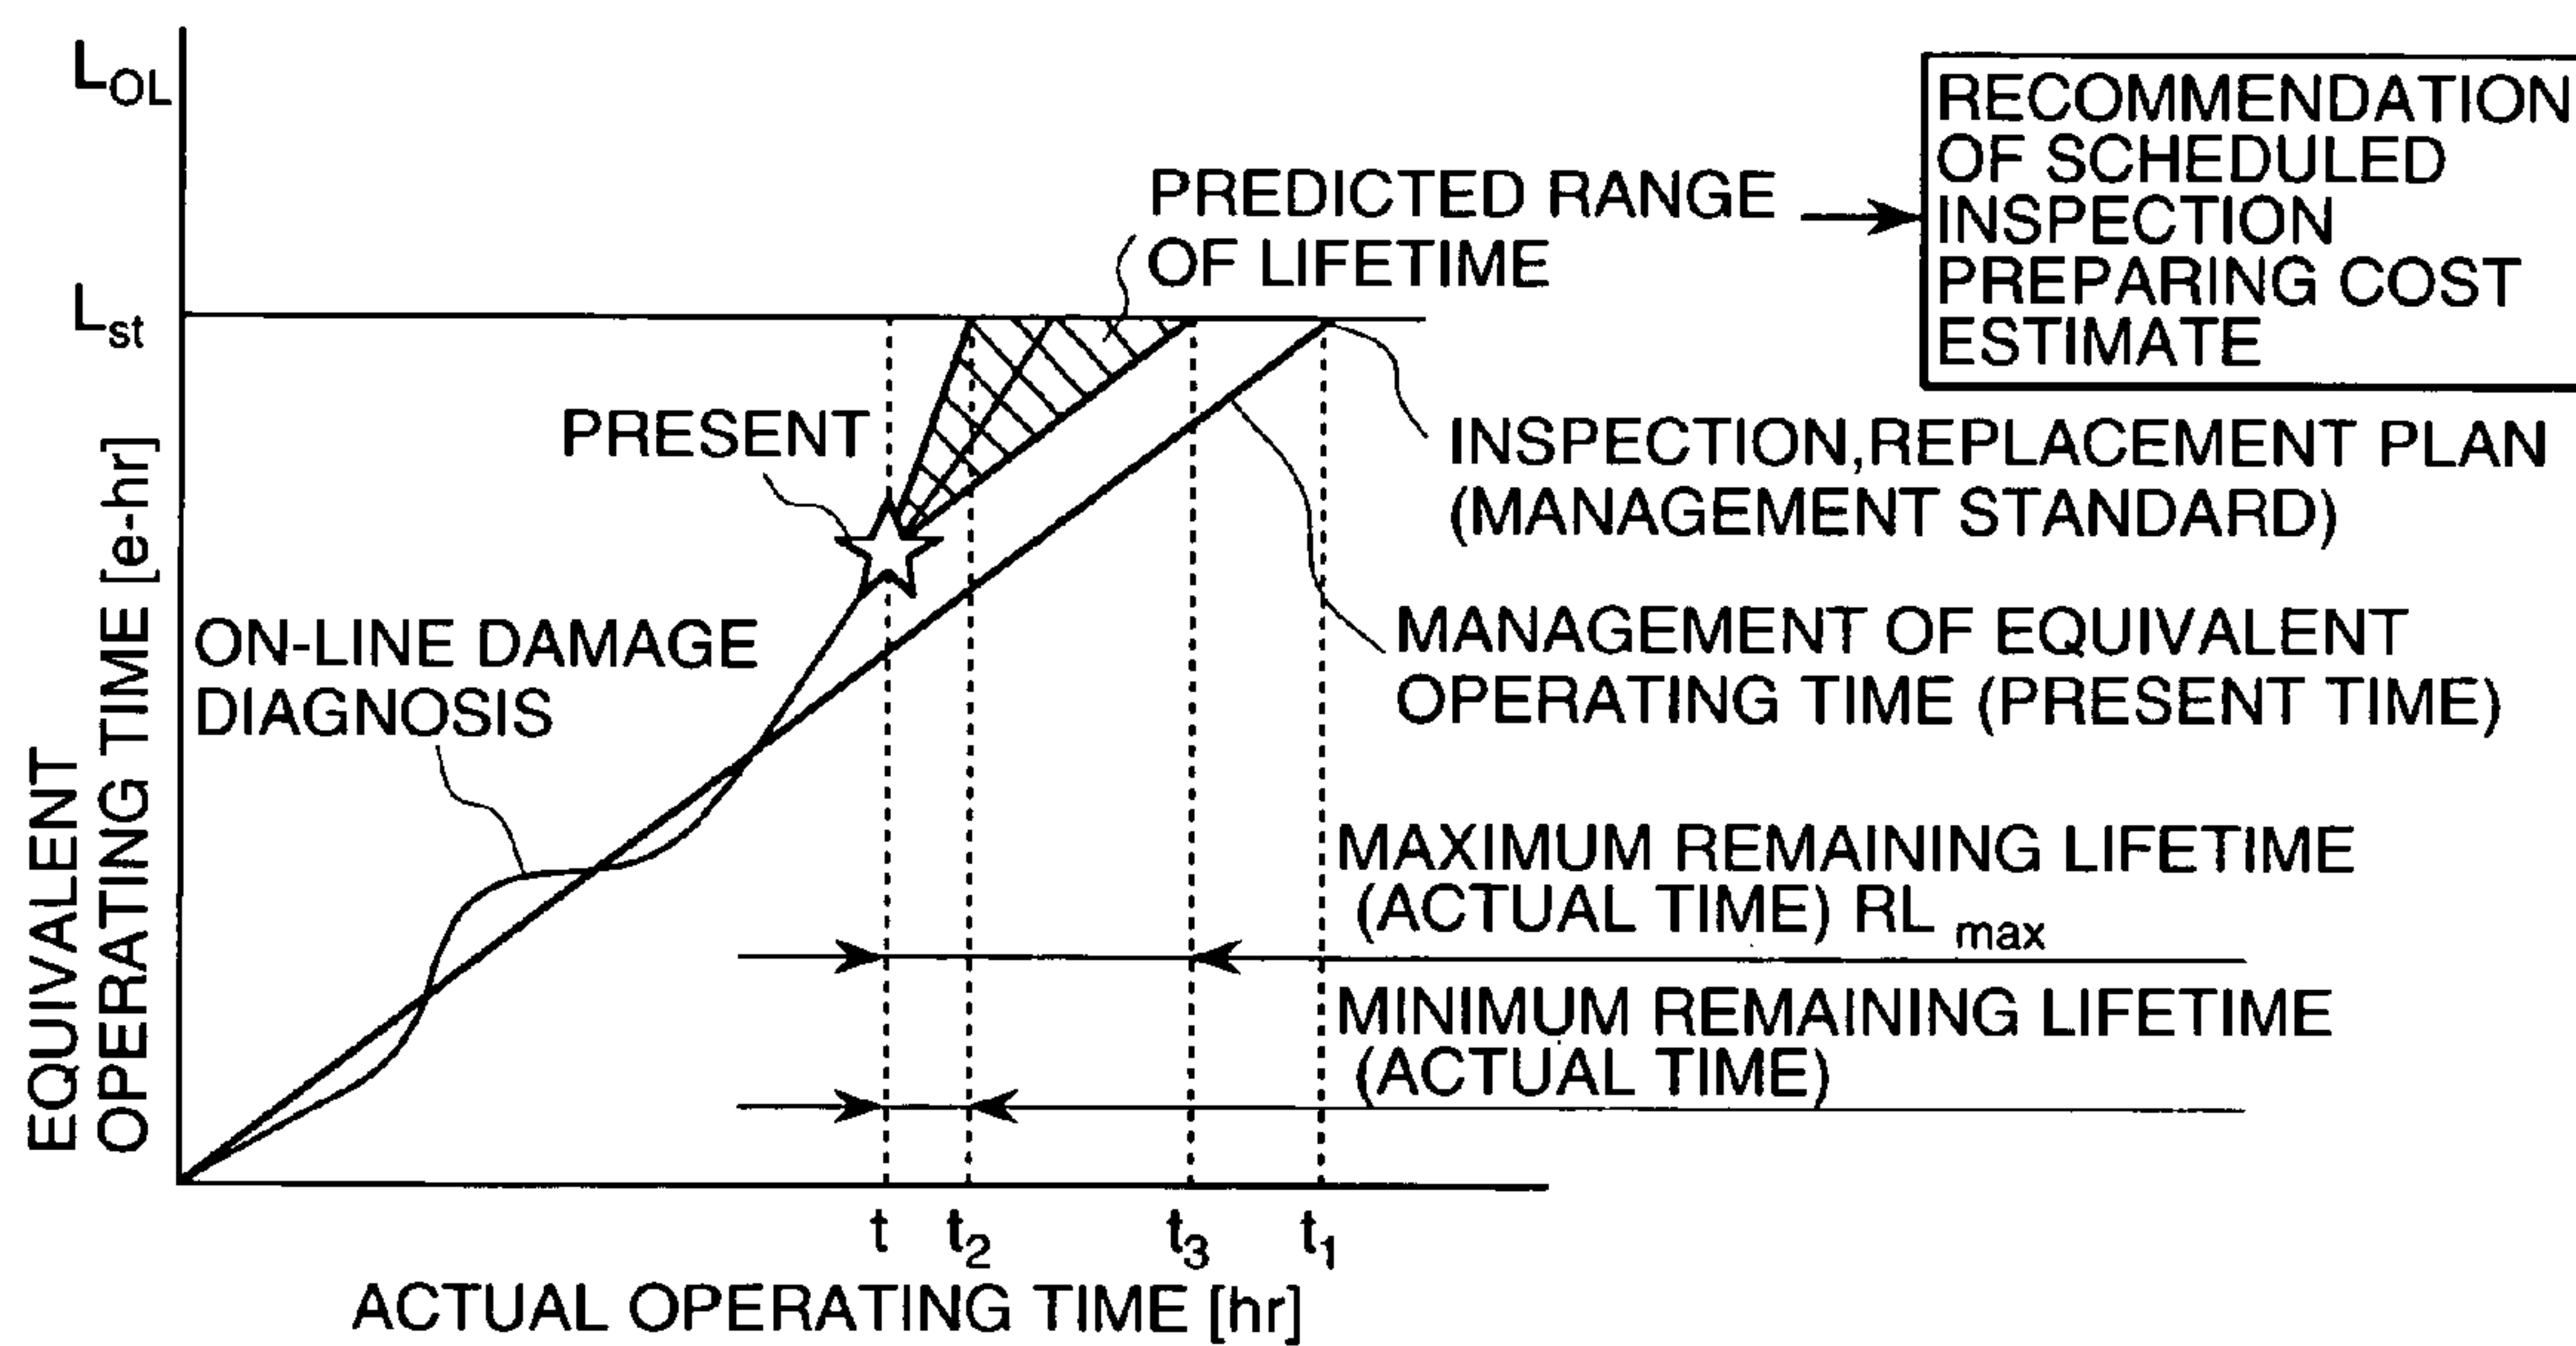 L_OL
L_st
EQUIVALENT
OPERATING TIME [e-hr]
PREDICTED RANGE
OF LIFETIME
RECOMMENDATION
OF SCHEDULED
INSPECTION
PREPARING COST
ESTIMATE
PRESENT
INSPECTION,REPLACEMENT PLAN
(MANAGEMENT STANDARD)
ON-LINE DAMAGE
DIAGNOSIS
MANAGEMENT OF EQUIVALENT
OPERATING TIME (PRESENT TIME)
MAXIMUM REMAINING LIFETIME
(ACTUAL TIME) RL max
MINIMUM REMAINING LIFETIME
(ACTUAL TIME)
t t2 t3 t1
ACTUAL OPERATING TIME [hr]